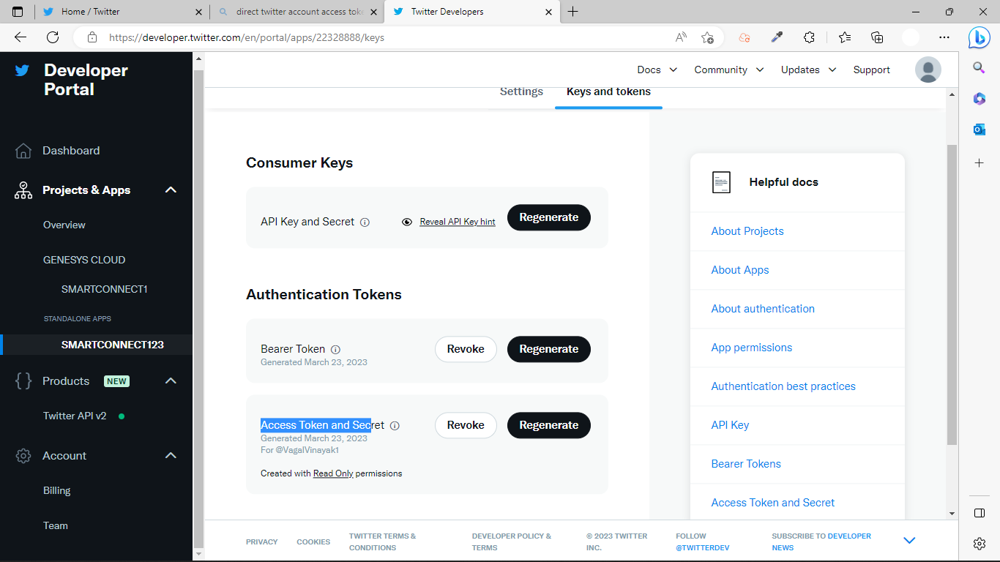 Home / Twitter
direct twitter account access toke
Twitter Developers
https://developer.twitter.com/en/portal/apps/22328888/keys
Developer
Portal
Dashboard
Projects & Apps
Overview
GENESYS CLOUD
SMARTCONNECT1
STANDALONE APPS
SMARTCONNECT123
Products NEW
Twitter API v2
Account
Billing
Team
Docs
Community
Updates
Support
Settings
Keys and tokens
Consumer Keys
API Key and Secret
Reveal API Key hint
Regenerate
Authentication Tokens
Bearer Token
Generated March 23, 2023
Revoke
Regenerate
Access Token and Secret
Generated March 23, 2023
For @VagalVinayak1
Created with Read Only permissions
Revoke
Regenerate
Helpful docs
About Projects
About Apps
About authentication
App permissions
Authentication best practices
API Key
Bearer Tokens
Access Token and Secret
PRIVACY
COOKIES
TWITTER TERMS &
CONDITIONS
DEVELOPER POLICY &
TERMS
© 2023 TWITTER
INC.
FOLLOW
@TWITTERDEV
SUBSCRIBE TO DEVELOPER
NEWS